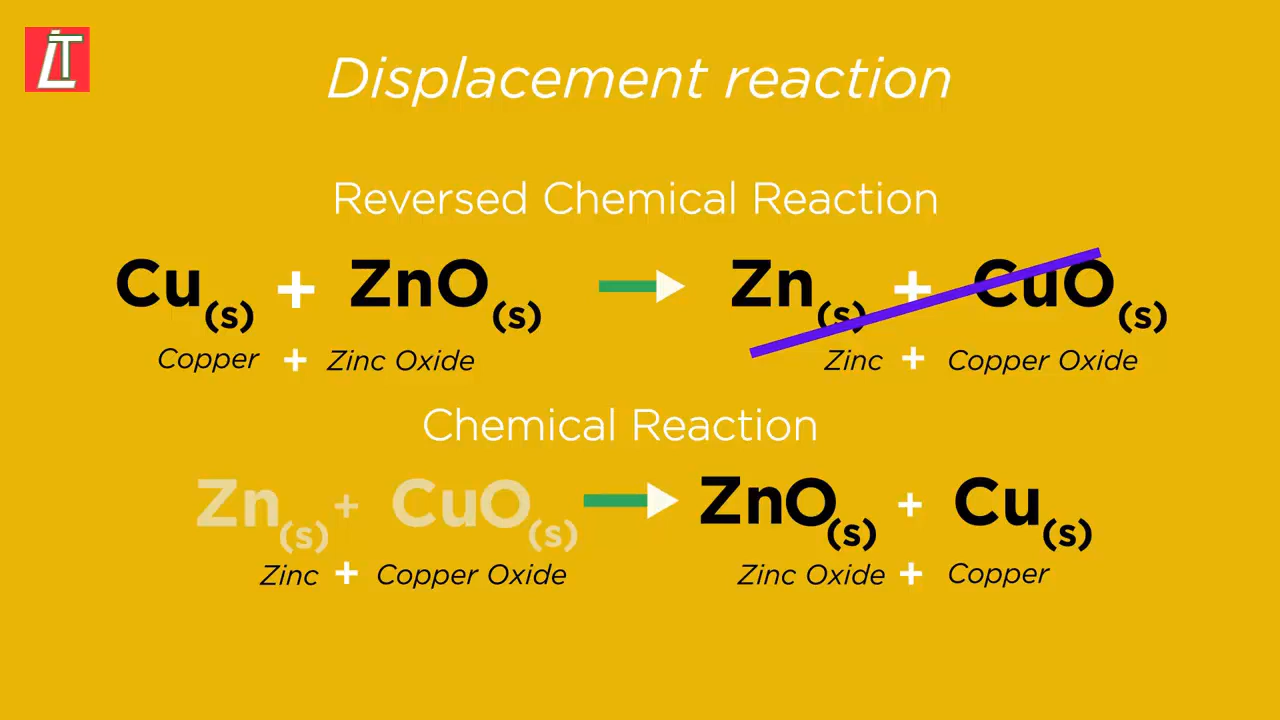 LT
Displacement reaction
Reversed Chemical Reaction
Cu(s) + ZnO(s) Zn(s) + CuO(s)
Copper + Zinc Oxide Zinc + Copper Oxide
Chemical Reaction
Zn(s) + CuO(s) ZnO(s) + Cu(s)
Zinc + Copper Oxide Zinc Oxide + Copper